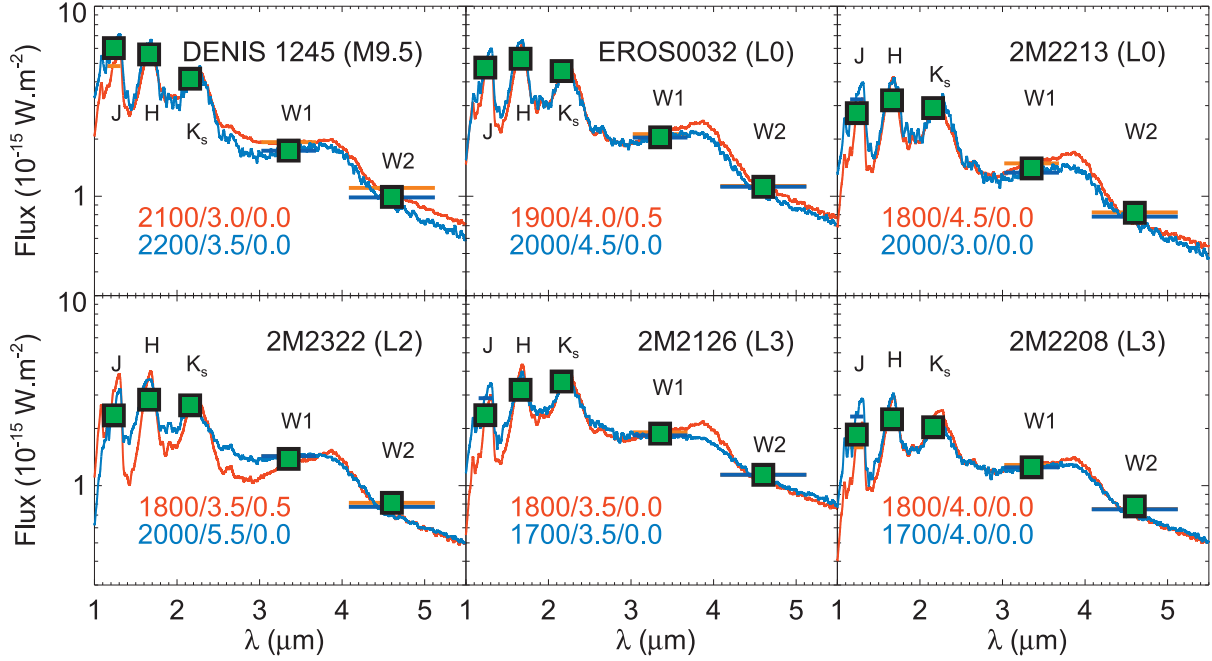 10
1
Flux (10⁻¹⁵ W.m⁻²)
DENIS 1245 (M9.5)
J
H
Kₛ
W1
W2
2100/3.0/0.0
2200/3.5/0.0
EROS0032 (L0)
J
H
Kₛ
W1
W2
1900/4.0/0.5
2000/4.5/0.0
2M2213 (L0)
J
H
Kₛ
W1
W2
1800/4.5/0.0
2000/3.0/0.0
10
1
Flux (10⁻¹⁵ W.m⁻²)
2M2322 (L2)
J
H
Kₛ
W1
W2
1800/3.5/0.5
2000/5.5/0.0
2M2126 (L3)
J
H
Kₛ
W1
W2
1800/3.5/0.0
1700/3.5/0.0
2M2208 (L3)
J
H
Kₛ
W1
W2
1800/4.0/0.0
1700/4.0/0.0
1 2 3 4 5 1 2 3 4 5 1 2 3 4 5
λ (μm) λ (μm) λ (μm)